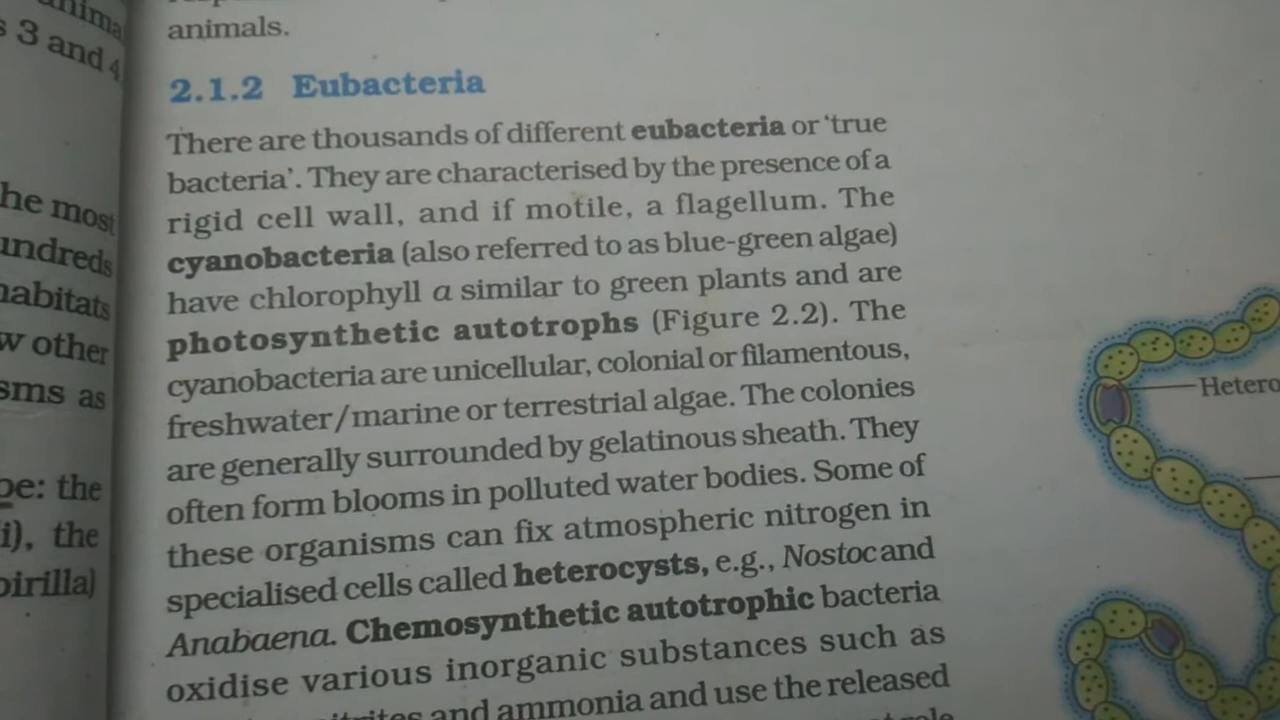 s 3 and 4
he most
undreds
habitats
w other
sms as
pe: the
i), the
pirilla)
animals.
2.1.2 Eubacteria
There are thousands of different eubacteria or ‘true
bacteria’. They are characterised by the presence of a
rigid cell wall, and if motile, a flagellum. The
cyanobacteria (also referred to as blue-green algae)
have chlorophyll a similar to green plants and are
photosynthetic autotrophs (Figure 2.2). The
cyanobacteria are unicellular, colonial or filamentous,
freshwater/marine or terrestrial algae. The colonies
are generally surrounded by gelatinous sheath. They
often form blooms in polluted water bodies. Some of
these organisms can fix atmospheric nitrogen in
specialised cells called heterocysts, e.g., Nostoc and
Anabaena. Chemosynthetic autotrophic bacteria
oxidise various inorganic substances such as
and ammonia and use the released
Hetero